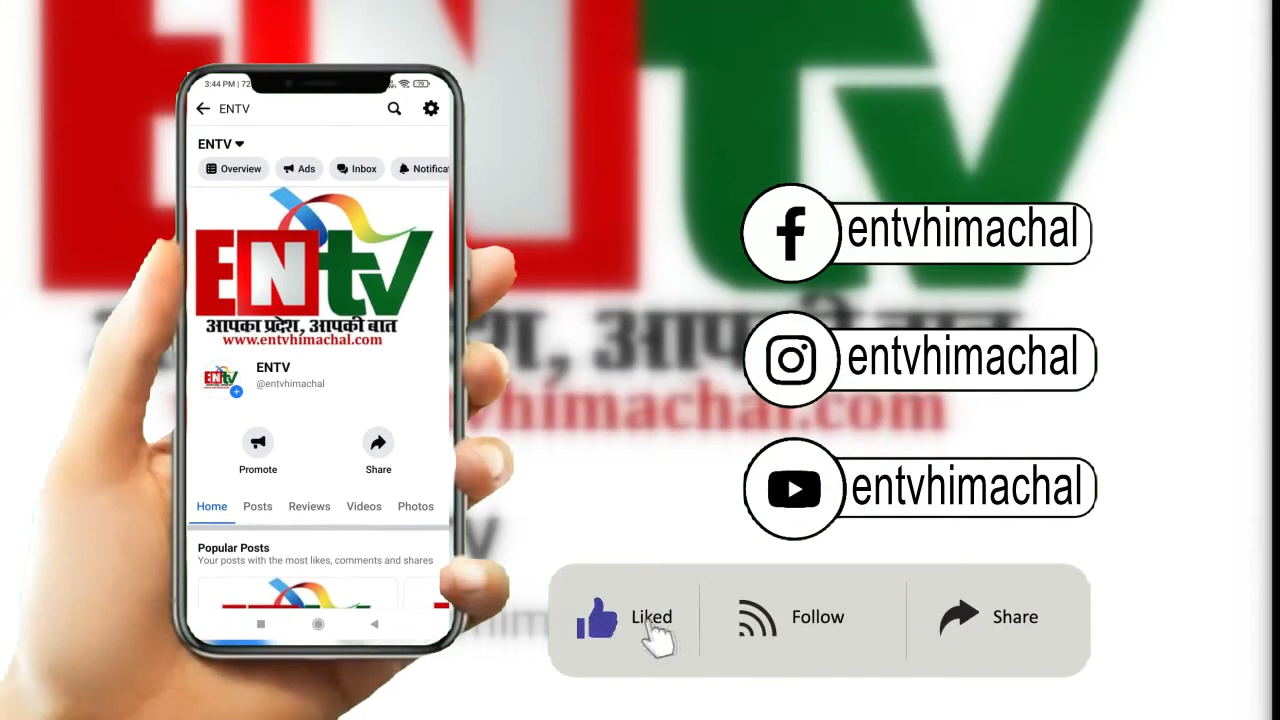 3:44 PM | 72
79
ENTV
ENTV
Overview
Ads
Inbox
Notifica
ENtv
आपका प्रदेश, आपकी बात
www.entvhimachal.com
ENTV
@entvhimachal
Promote
Share
Home
Posts
Reviews
Videos
Photos
Popular Posts
Your posts with the most likes, comments and shares
entvhimachal
entvhimachal
entvhimachal
Liked
Follow
Share